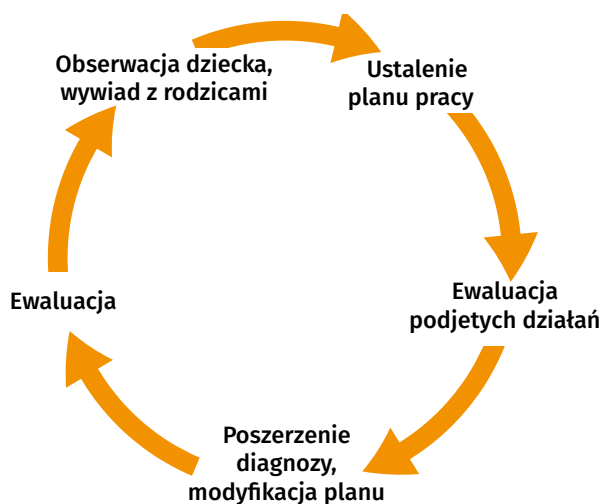 Obserwacja dziecka,
wywiad z rodzicami
Ustalenie
planu pracy
Ewaluacja
podjetych działań
Poszerzenie
diagnozy,
modyfikacja planu
Ewaluacja